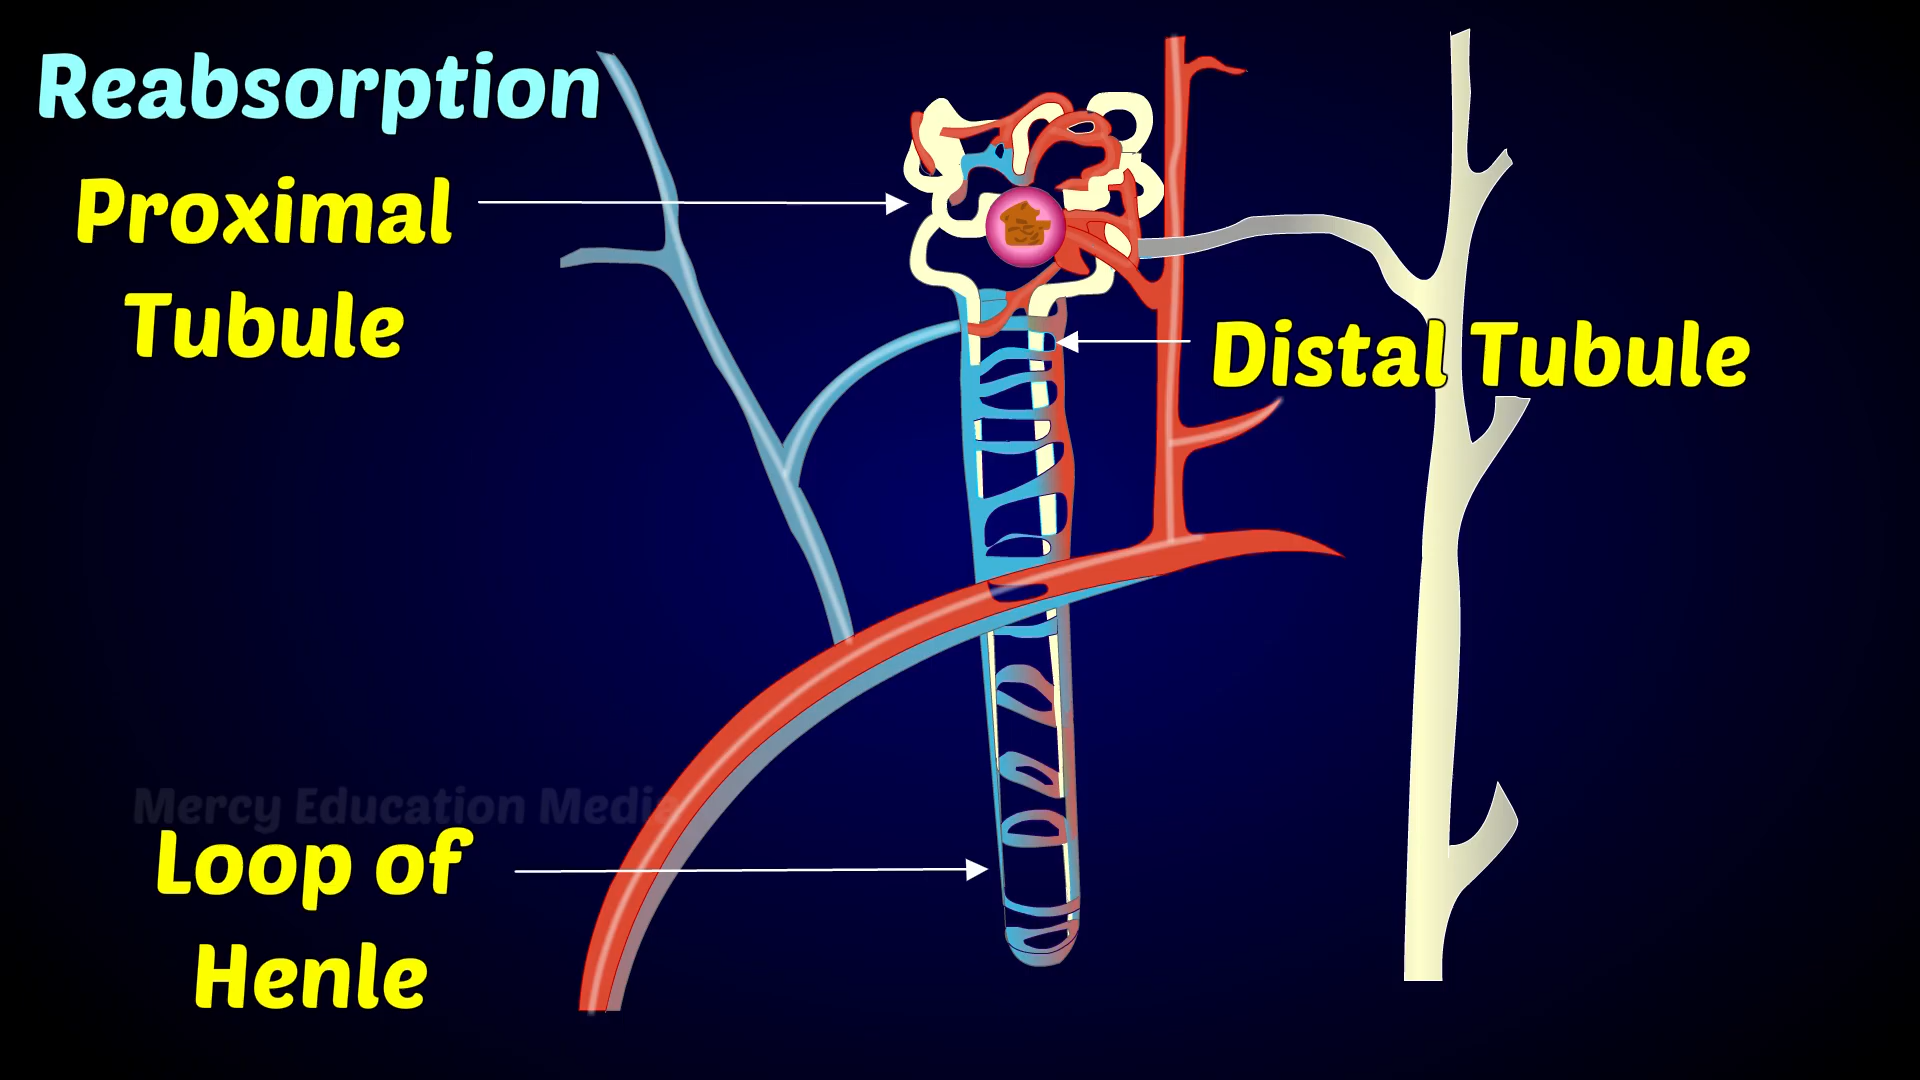 Reabsorption
Proximal
Tubule
Distal Tubule
Mercy Education Media
Loop of
Henle